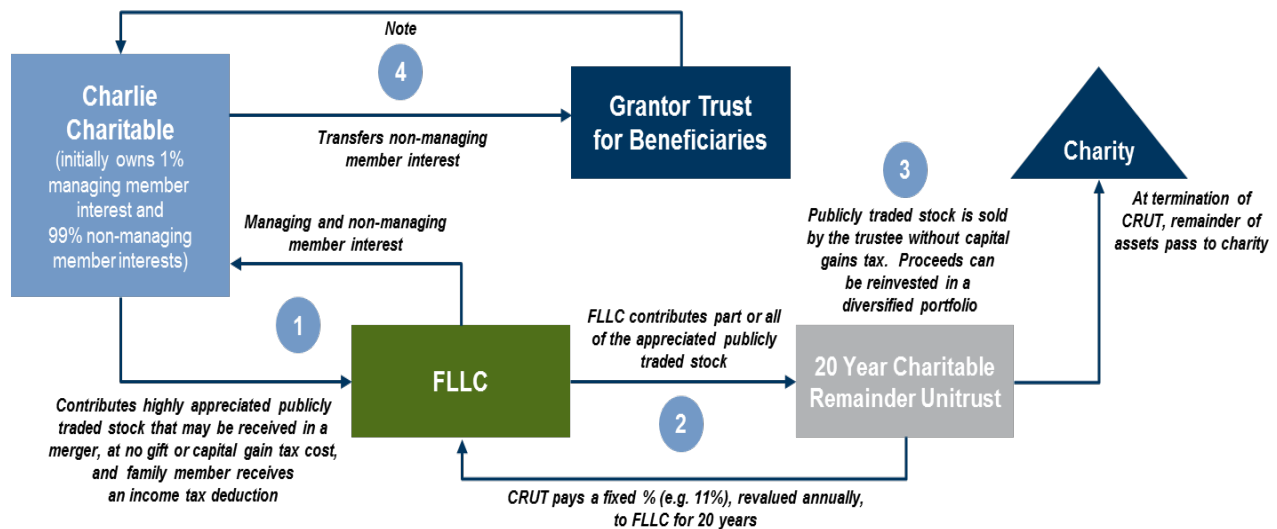 Note
4
Transfers non-managing
member interest
Charlie
Charitable
(initially owns 1%
managing member
interest and
99% non-managing
member interests)
Grantor Trust
for Beneficiaries
Managing and non-managing
member interest
1
Contributes highly appreciated publicly
traded stock that may be received in a
merger, at no gift or capital gain tax cost,
and family member receives
an income tax deduction
FLLC
FLLC contributes part or all
of the appreciated publicly
traded stock
2
3
Publicly traded stock is sold
by the trustee without capital
gains tax. Proceeds can
be reinvested in a
diversified portfolio
20 Year Charitable
Remainder Unitrust
CRUT pays a fixed % (e.g. 11%), revalued annually,
to FLLC for 20 years
Charity
At termination of
CRUT, remainder of
assets pass to charity